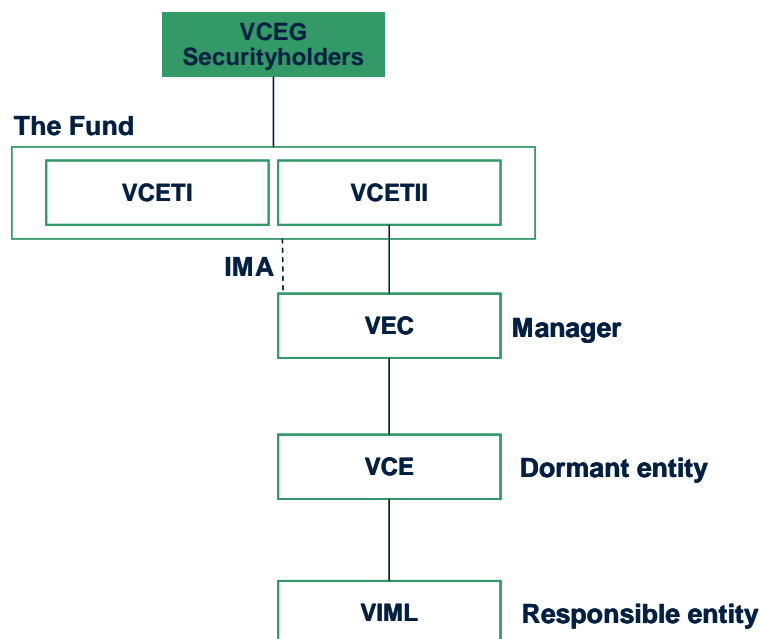 VCEG
Securityholders
The Fund
VCETI
VCETII
IMA
VEC
Manager
VCE
Dormant entity
VIML
Responsible entity